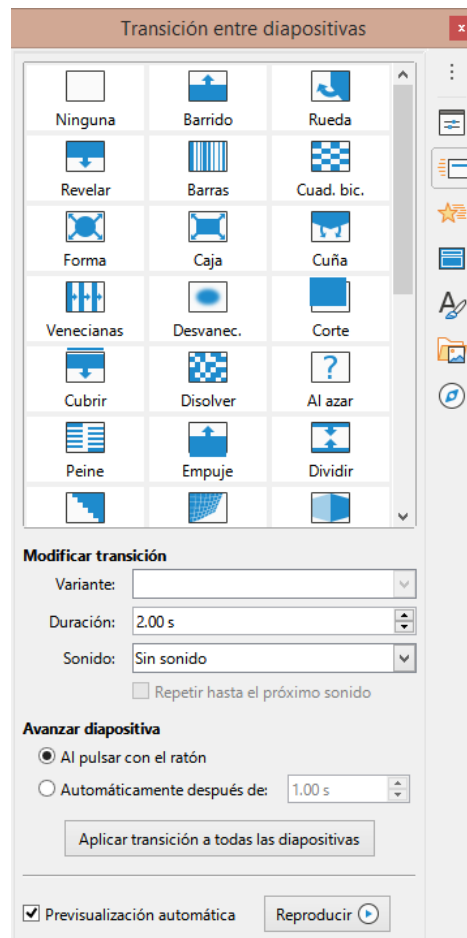 Transición entre diapositivas
x
Ninguna Barrido Rueda
Revelar Barras Cuad. bic.
Forma Caja Cuña
Venecianas Desvanec. Corte
?
Cubrir Disolver Al azar
Peine Empuje Dividir
Modificar transición
Variante:
Duración: 2.00 s
Sonido: Sin sonido
Repetir hasta el próximo sonido
Avanzar diapositiva
Al pulsar con el ratón
Automáticamente después de: 1.00 s
Aplicar transición a todas las diapositivas
Previsualización automática Reproducir